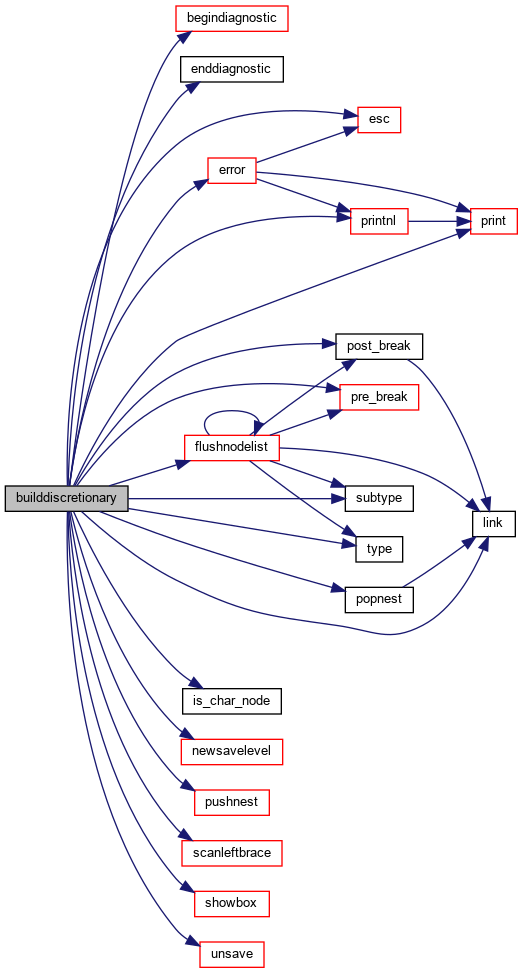 begindiagnostic
enddiagnostic
esc
error
printnl
print
post_break
pre_break
flushnodelist
builddiscretionary
subtype
link
type
popnest
is_char_node
newsavelevel
pushnest
scanleftbrace
showbox
unsave